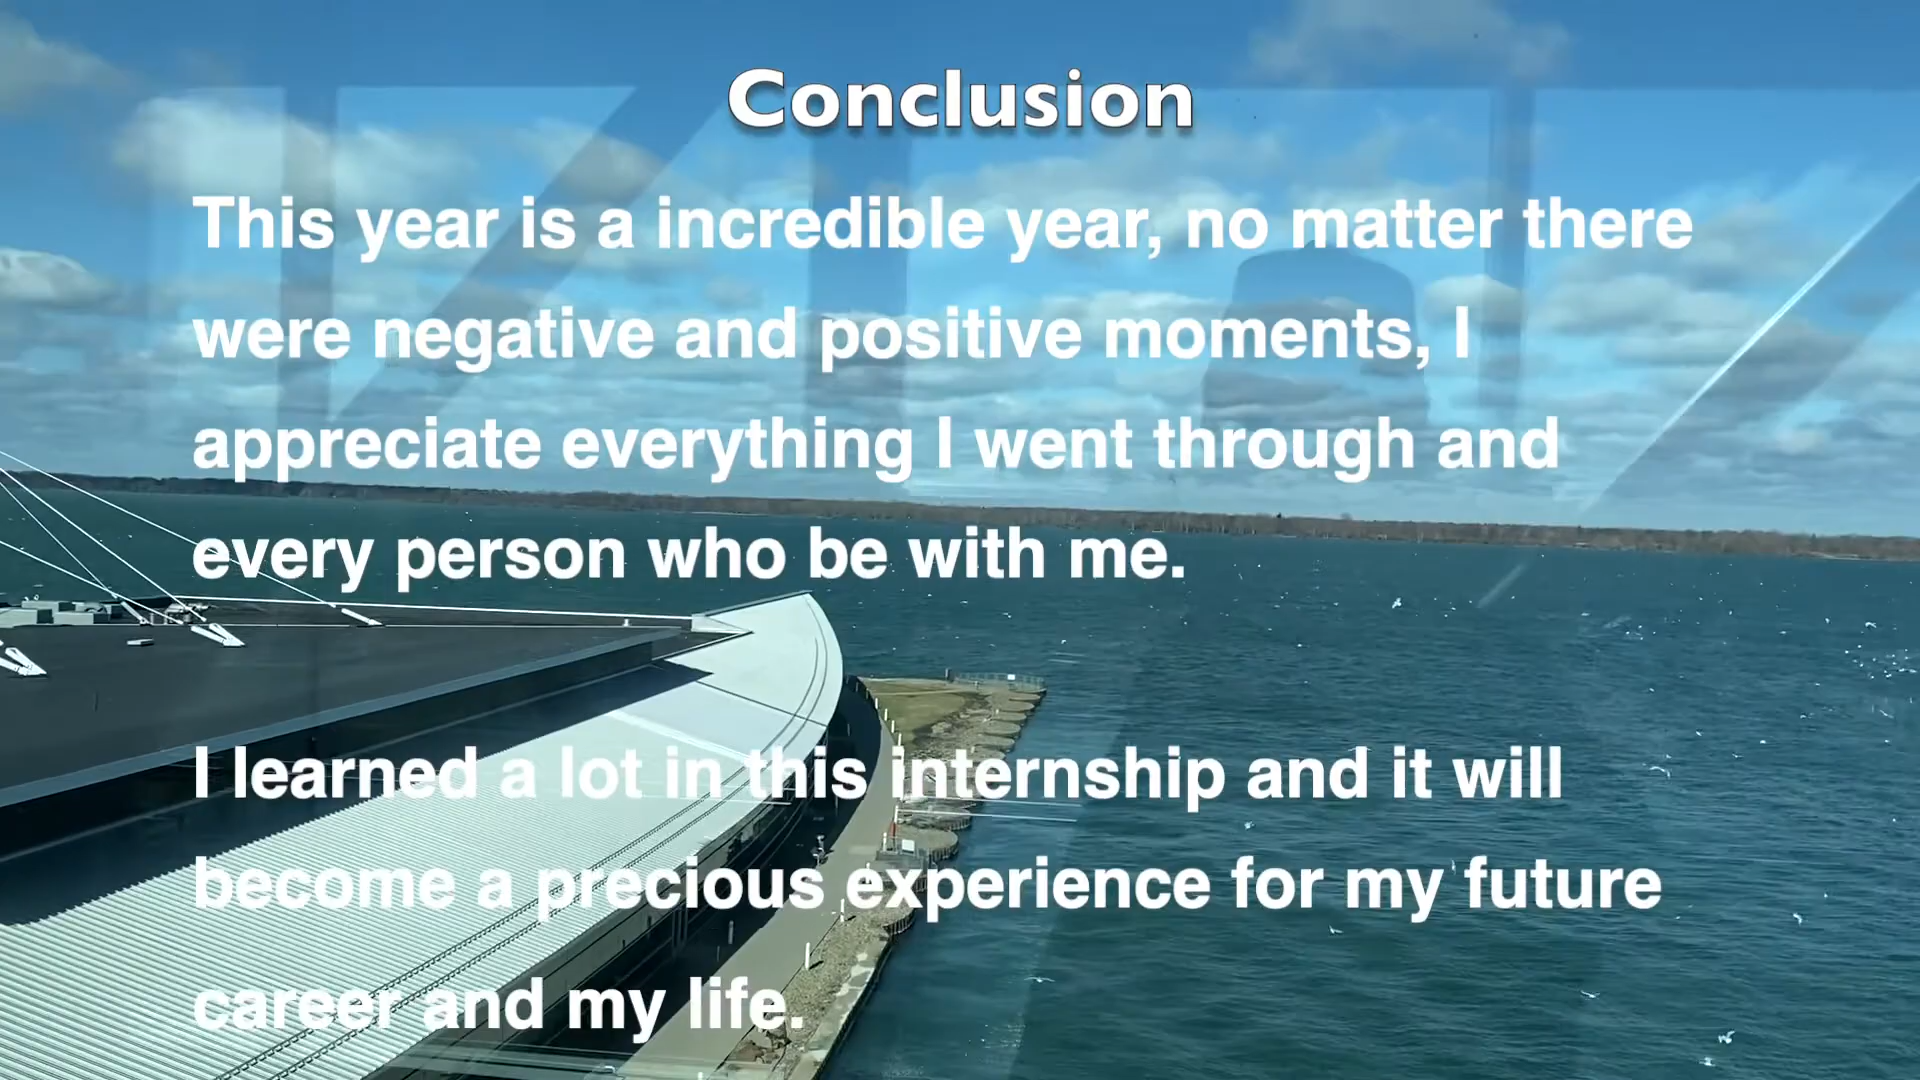 Conclusion
This year is a incredible year, no matter there
were negative and positive moments, I
appreciate everything I went through and
every person who be with me.
I learned a lot in this internship and it will
become a precious experience for my future
career and my life.